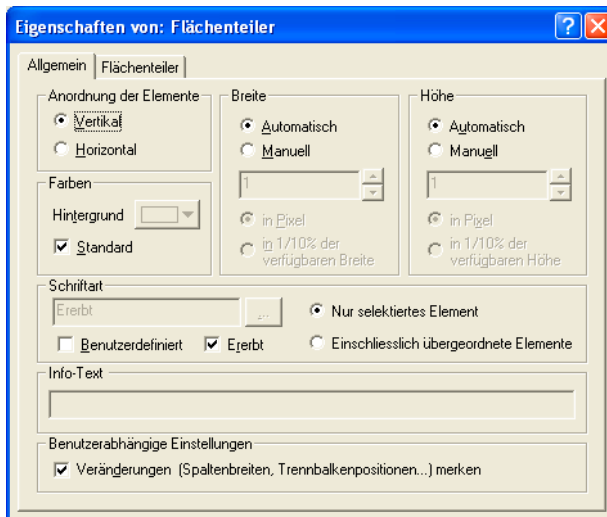 Eigenschaften von: Flächenteiler
Allgemein Flächenteiler
Anordnung der Elemente
Vertikal
Horizontal
Breite
Automatisch
Manuell
1
in Pixel
in 1/10% der
verfügbaren Breite
Höhe
Automatisch
Manuell
1
in Pixel
in 1/10% der
verfügbaren Höhe
Farben
Hintergrund
Standard
Schriftart
Ererbt ...
Nur selektiertes Element
Benutzerdefiniert Ererbt
Einschliesslich übergeordnete Elemente
Info-Text
Benutzerabhängige Einstellungen
Veränderungen (Spaltenbreiten, Trennbalkenpositionen...) merken